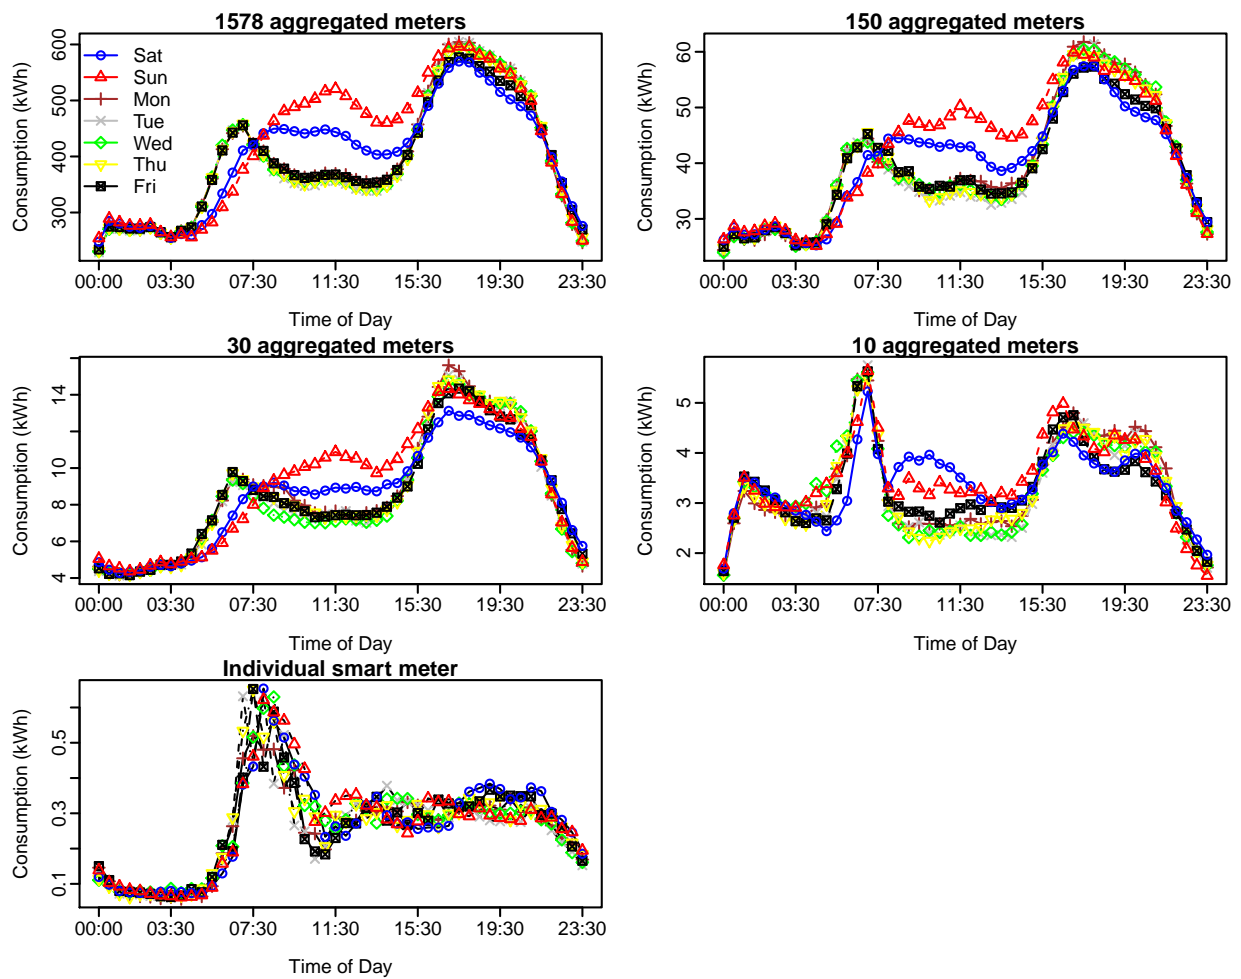 1578 aggregated meters
Consumption (kWh)
600
500
400
300
Sat
Sun
Mon
Tue
Wed
Thu
Fri
00:00 03:30 07:30 11:30 15:30 19:30 23:30
Time of Day
150 aggregated meters
Consumption (kWh)
60
50
40
30
00:00 03:30 07:30 11:30 15:30 19:30 23:30
Time of Day
30 aggregated meters
Consumption (kWh)
14
10
8
6
4
00:00 03:30 07:30 11:30 15:30 19:30 23:30
Time of Day
10 aggregated meters
Consumption (kWh)
5
4
3
2
00:00 03:30 07:30 11:30 15:30 19:30 23:30
Time of Day
Individual smart meter
Consumption (kWh)
0.5
0.3
0.1
00:00 03:30 07:30 11:30 15:30 19:30 23:30
Time of Day